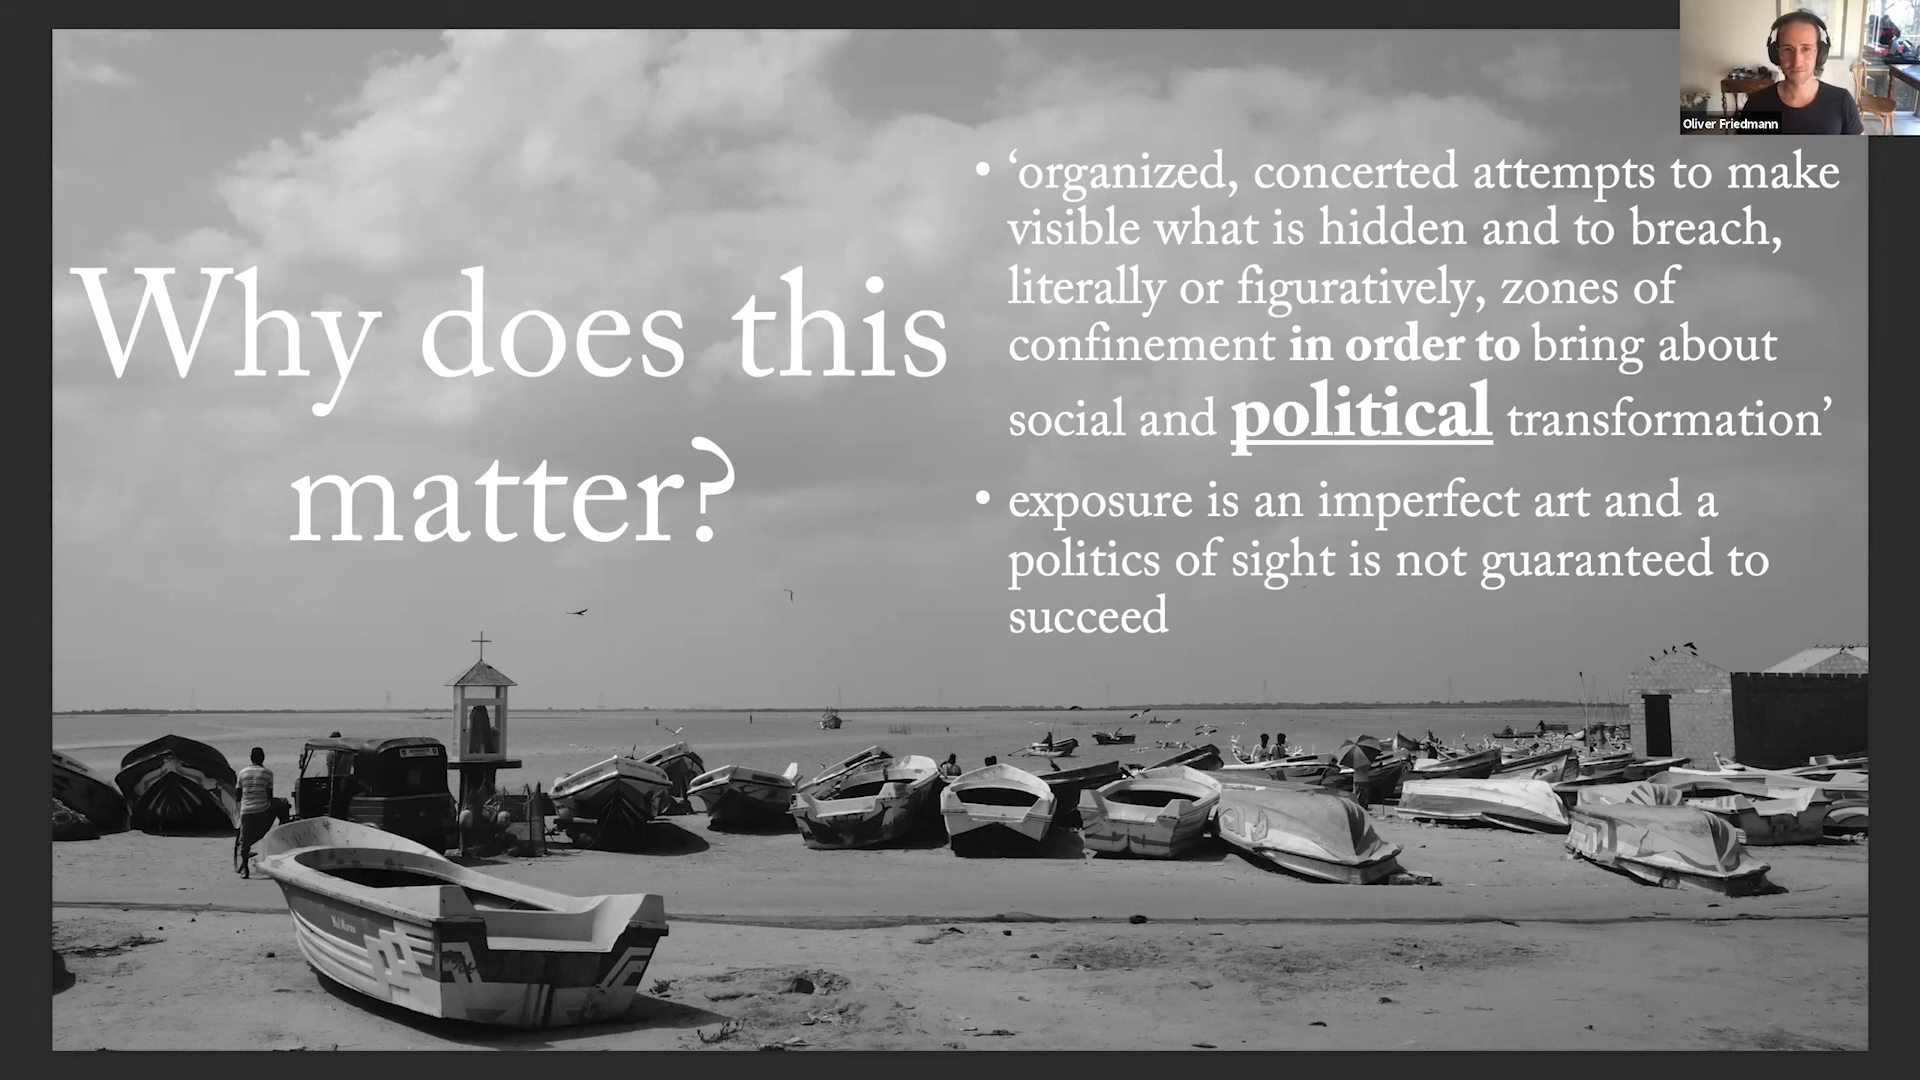 Oliver Friedmann
Why does this
matter?
• ‘organized, concerted attempts to make
visible what is hidden and to breach,
literally or figuratively, zones of
confinement in order to bring about
social and political transformation’
• exposure is an imperfect art and a
politics of sight is not guaranteed to
succeed